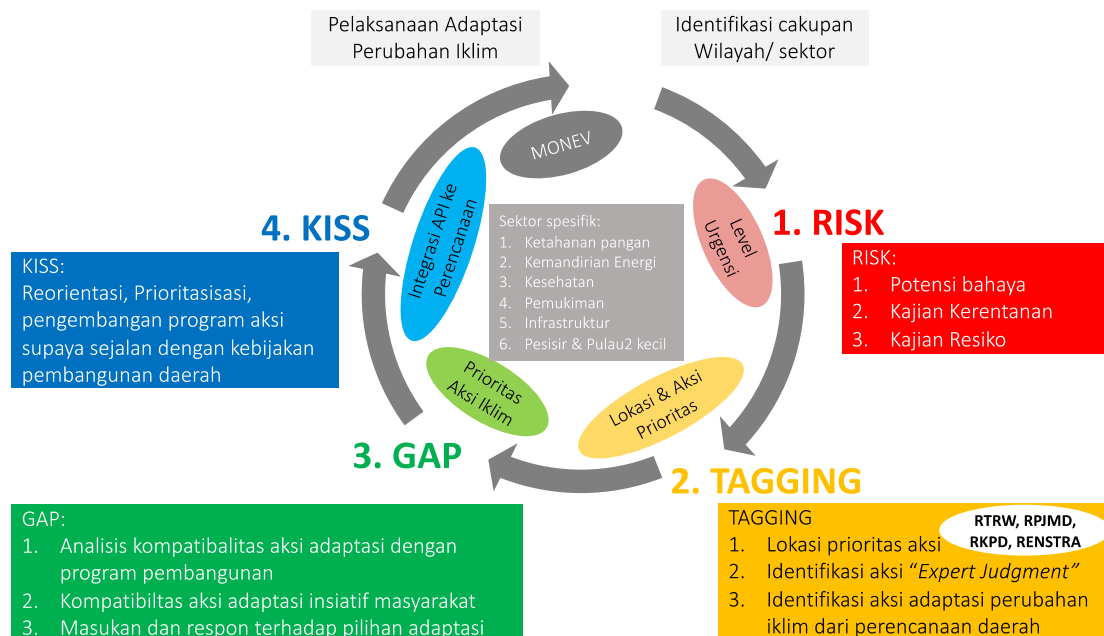 Pelaksanaan Adaptasi
Perubahan Iklim
Identifikasi cakupan
Wilayah/ sektor
MONEV
Level
Urgensi
1. RISK
RISK:
1. Potensi bahaya
2. Kajian Kerentanan
3. Kajian Resiko
Sektor spesifik:
1. Ketahanan pangan
2. Kemandirian Energi
3. Kesehatan
4. Pemukiman
5. Infrastruktur
6. Pesisir & Pulau2 kecil
Integrasi API ke
Perencanaan
4. KISS
KISS:
Reorientasi, Prioritasisasi,
pengembangan program aksi
supaya sejalan dengan kebijakan
pembangunan daerah
Prioritas
Aksi Iklim
Lokasi & Aksi
Prioritas
3. GAP
2. TAGGING
GAP:
1. Analisis kompatibalitas aksi adaptasi dengan
program pembangunan
2. Kompatibiltas aksi adaptasi insiatif masyarakat
3. Masukan dan respon terhadap pilihan adaptasi
TAGGING
RTRW, RPJMD,
RKPD, RENSTRA
1. Lokasi prioritas aksi
2. Identifikasi aksi “Expert Judgment”
3. Identifikasi aksi adaptasi perubahan
iklim dari perencanaan daerah